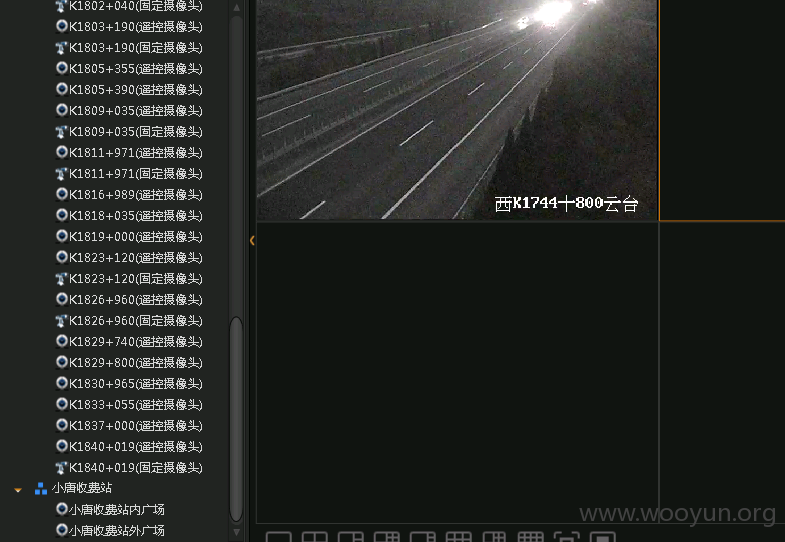 K1802+040(固定摄像头)
K1803+190(遥控摄像头)
K1803+190(固定摄像头)
K1805+355(遥控摄像头)
K1805+390(遥控摄像头)
K1809+035(遥控摄像头)
K1809+035(固定摄像头)
K1811+971(遥控摄像头)
K1811+971(固定摄像头)
K1816+989(遥控摄像头)
K1818+035(遥控摄像头)
K1819+000(遥控摄像头)
K1823+120(遥控摄像头)
K1823+120(固定摄像头)
K1826+960(遥控摄像头)
K1826+960(固定摄像头)
K1829+740(遥控摄像头)
K1829+800(遥控摄像头)
K1830+965(遥控摄像头)
K1833+055(遥控摄像头)
K1837+000(遥控摄像头)
K1840+019(遥控摄像头)
K1840+019(固定摄像头)
小唐收费站
小唐收费站内广场
小唐收费站外广场
西K1744十800云台
www.wooyun.org